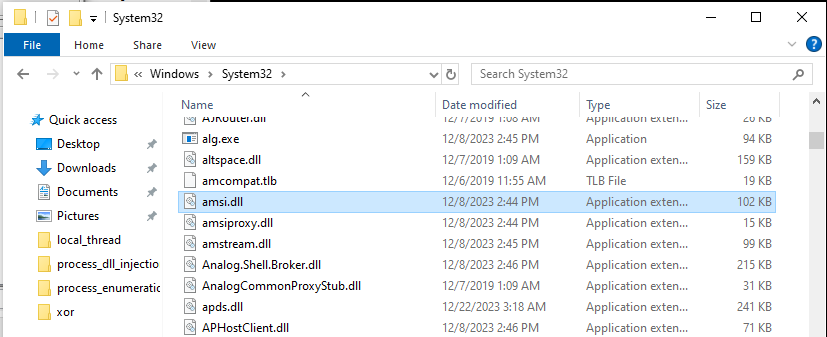 System32
File Home Share View
« Windows > System32 > Search System32
Name Date modified Type Size
Quick access
Desktop
Downloads
Documents
Pictures
local_thread
process_dll_injectio
process_enumeratic
xor
AJRouter.dll 12/7/2019 1:08 AM Application exten... 26 KB
alg.exe 12/8/2023 2:45 PM Application 94 KB
altspace.dll 12/7/2019 1:09 AM Application exten... 159 KB
amcompat.tlb 12/6/2019 11:55 AM TLB File 19 KB
amsi.dll 12/8/2023 2:44 PM Application exten... 102 KB
amsiproxy.dll 12/8/2023 2:44 PM Application exten... 15 KB
amstream.dll 12/8/2023 2:45 PM Application exten... 99 KB
Analog.Shell.Broker.dll 12/8/2023 2:46 PM Application exten... 215 KB
AnalogCommonProxyStub.dll 12/7/2019 1:09 AM Application exten... 31 KB
apds.dll 12/22/2023 3:18 AM Application exten... 241 KB
APHostClient.dll 12/8/2023 2:46 PM Application exten... 71 KB